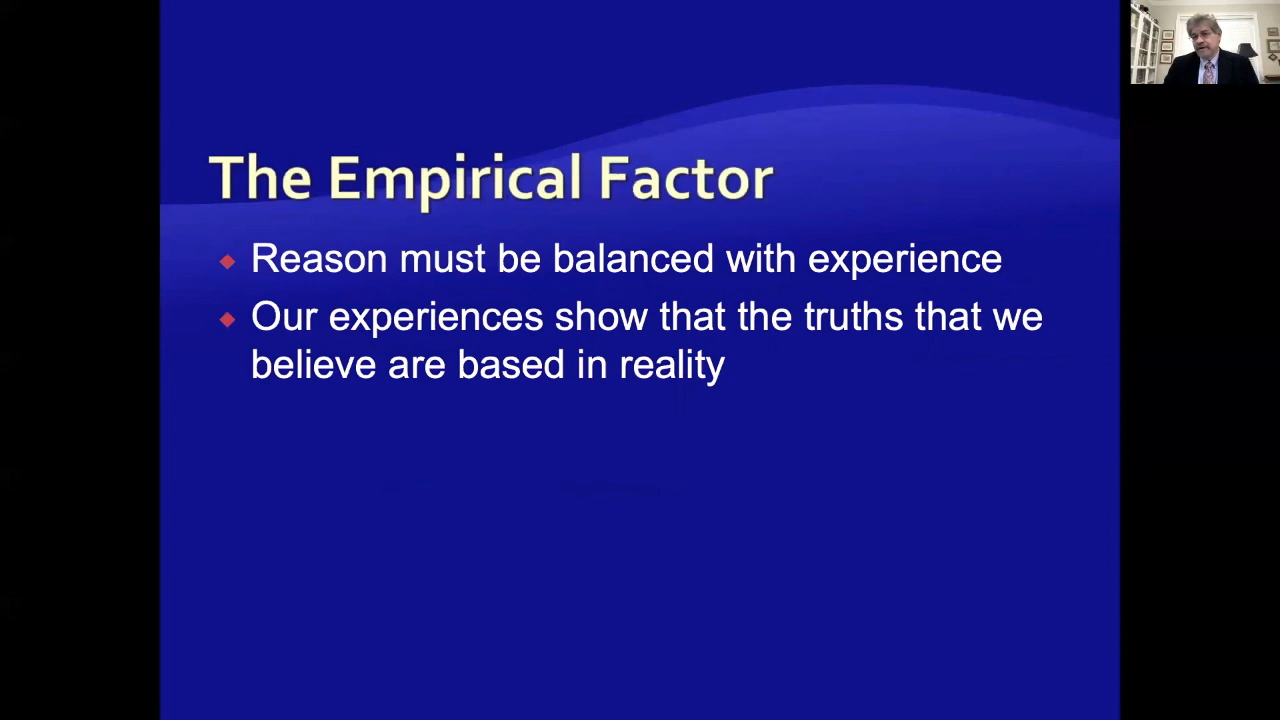 The Empirical Factor
Reason must be balanced with experience
Our experiences show that the truths that we
believe are based in reality